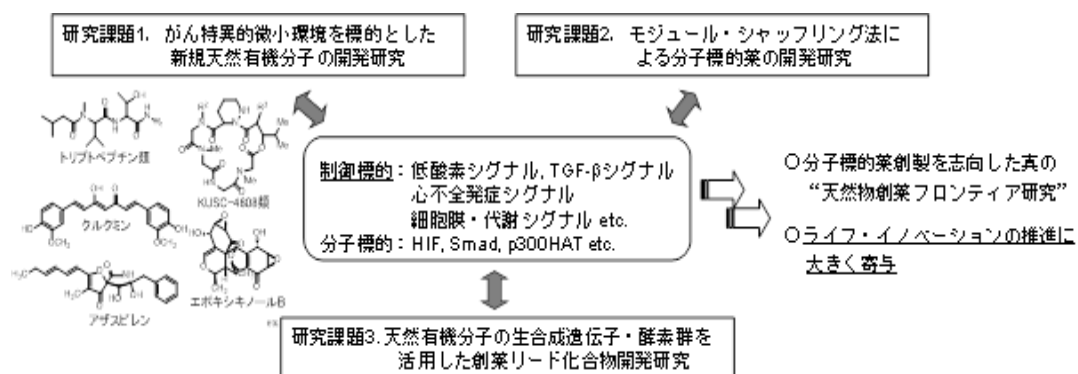 研究課題1. がん特異的微小環境を標的とした
新規天然有機分子の開発研究
研究課題2. モジュール・シャッフリング法に
よる分子標的薬の開発研究
トリプトペプチン類
KUSC-4808類
クルクミン
エポキシキノールB
アザスピレン
etc.
制御標的：低酸素シグナル, TGF-βシグナル
心不全発症シグナル
細胞膜・代謝シグナル etc.
分子標的：HIF, Smad, p300HAT etc.
○分子標的薬創製を志向した真の
“天然物創薬フロンティア研究”
○ライフ・イノベーションの推進に
大きく寄与
研究課題3. 天然有機分子の生合成遺伝子・酵素群を
活用した創薬リード化合物開発研究